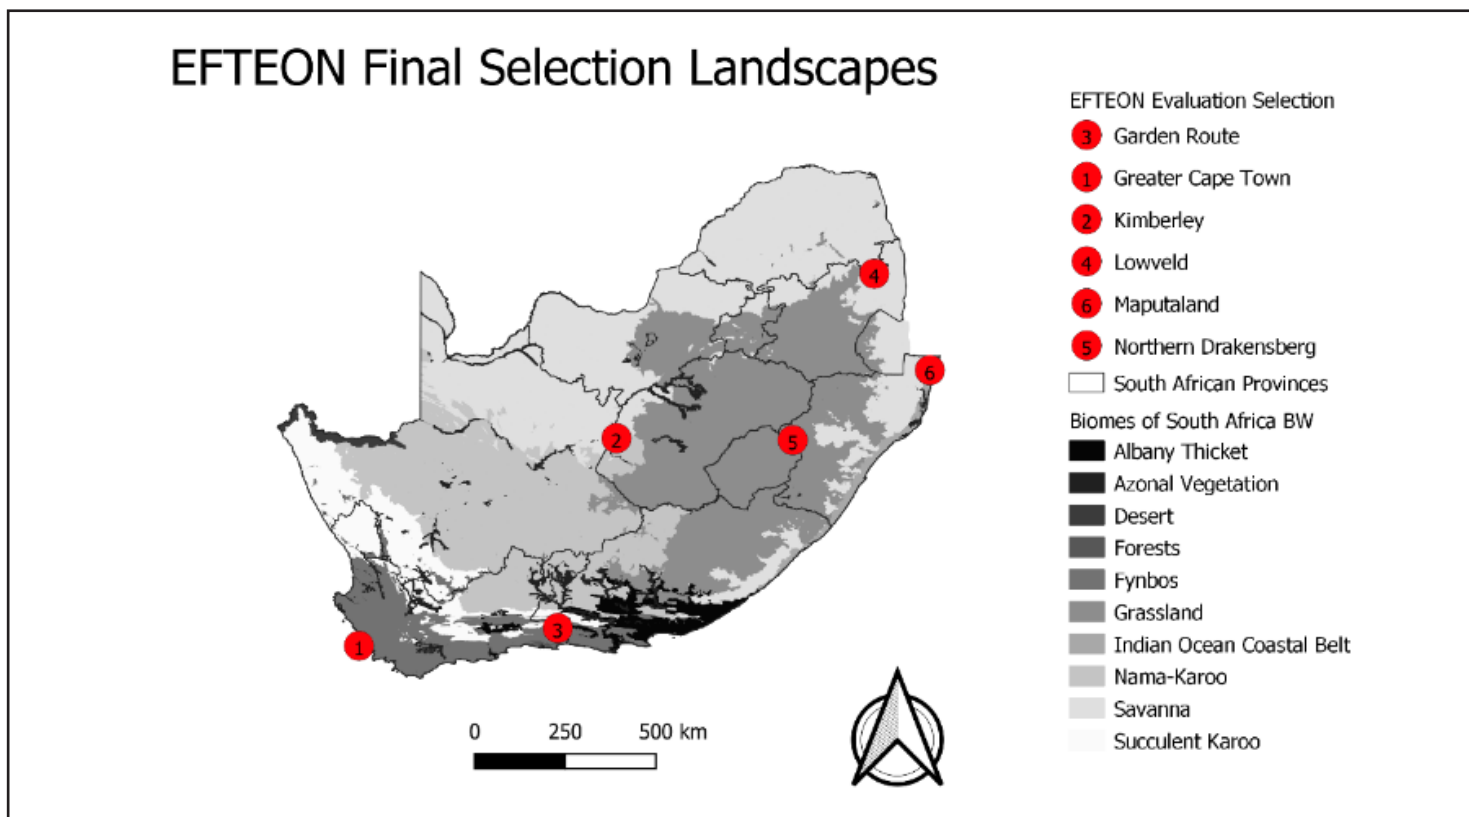 EFTEON Final Selection Landscapes
EFTEON Evaluation Selection
3 Garden Route
1 Greater Cape Town
2 Kimberley
4 Lowveld
6 Maputaland
5 Northern Drakensberg
South African Provinces
Biomes of South Africa BW
Albany Thicket
Azonal Vegetation
Desert
Forests
Fynbos
Grassland
Indian Ocean Coastal Belt
Nama-Karoo
Savanna
Succulent Karoo
4
6
2
5
3
1
0 250 500 km